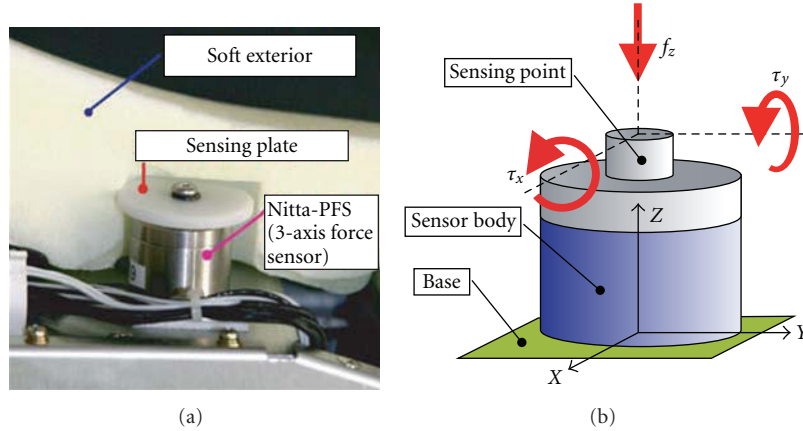 Soft exterior
Sensing plate
Nitta-PFS
(3-axis force
sensor)
(a)
f_z
Sensing point
τ_y
τ_x
Sensor body
Z
Base
Y
X
(b)